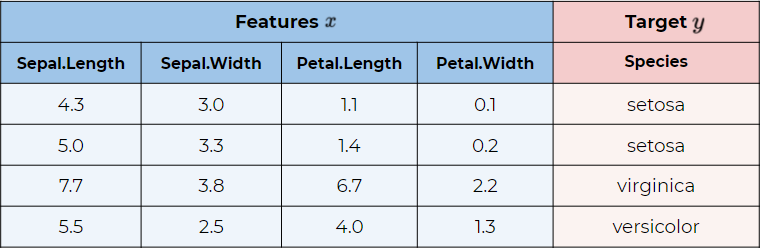 Features x Target y
Sepal.Length Sepal.Width Petal.Length Petal.Width Species
4.3 3.0 1.1 0.1 setosa
5.0 3.3 1.4 0.2 setosa
7.7 3.8 6.7 2.2 virginica
5.5 2.5 4.0 1.3 versicolor